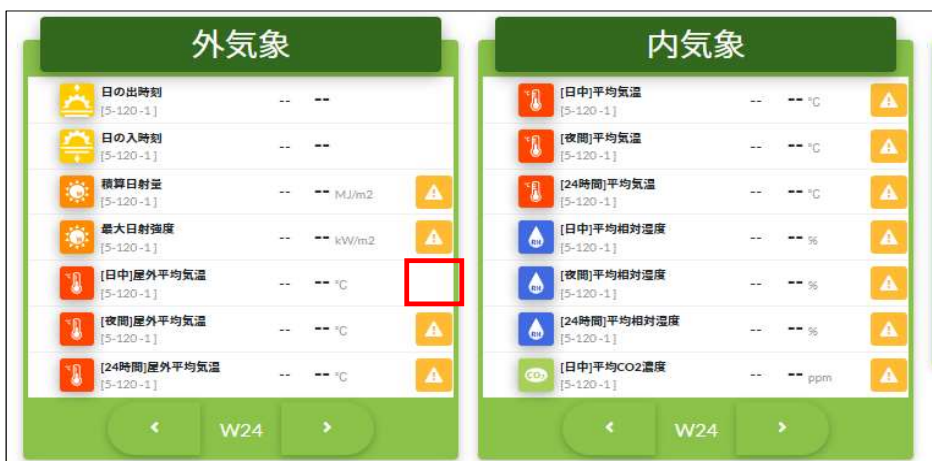 外気象
日の出時刻
[5-120-1]
-- --
日の入時刻
[5-120-1]
-- --
積算日射量
[5-120-1]
-- -- MJ/m2
最大日射強度
[5-120-1]
-- -- kW/m2
[日中]屋外平均気温
[5-120-1]
-- -- °C
[夜間]屋外平均気温
[5-120-1]
-- -- °C
[24時間]屋外平均気温
[5-120-1]
-- -- °C
< W24 >
内気象
[日中]平均気温
[5-120-1]
-- -- °C
[夜間]平均気温
[5-120-1]
-- -- °C
[24時間]平均気温
[5-120-1]
-- -- °C
RH
[日中]平均相対湿度
[5-120-1]
-- -- %
RH
[夜間]平均相対湿度
[5-120-1]
-- -- %
RH
[24時間]平均相対湿度
[5-120-1]
-- -- %
CO₂
[日中]平均CO2濃度
[5-120-1]
-- -- ppm
< W24 >